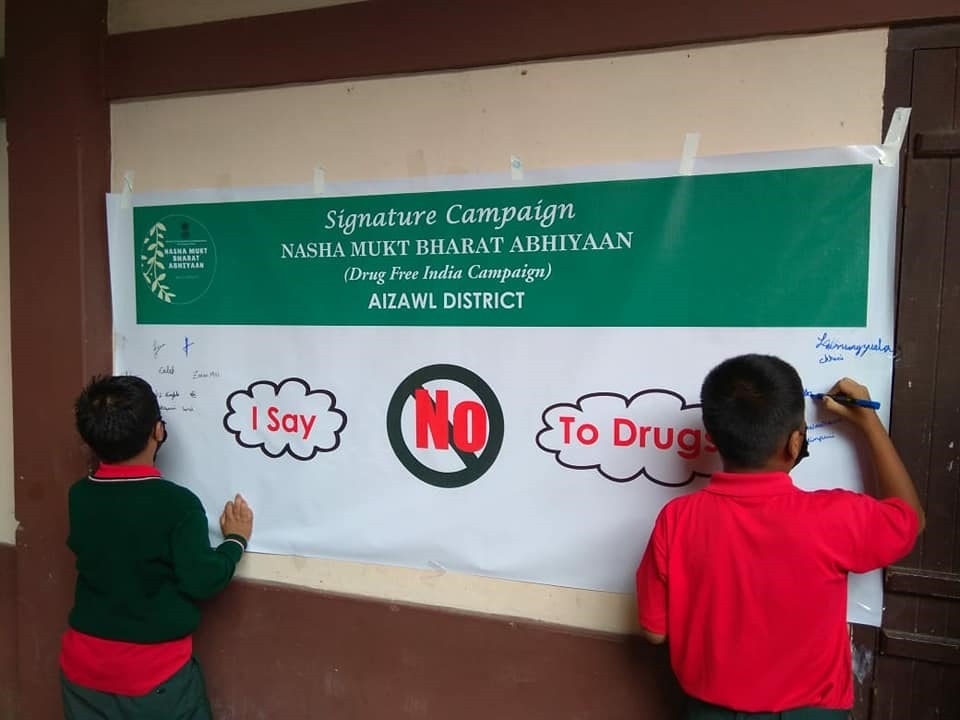 Signature Campaign
NASHA MUKT BHARAT ABHIYAAN
(Drug Free India Campaign)
AIZAWL DISTRICT
NASHA MUKT
BHARAT
ABHIYAAN
I Say
No
To Drugs
Caleb